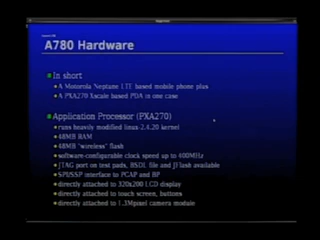 A780 Hardware
In short
A Motorola Neptune LTE based mobile phone plus
A PXA270 Xscale based PDA in one case
Application Processor (PXA270)
runs heavily modified linux-2.4.20 kernel
48MB RAM
48MB "wireless" flash
software-configurable clock speed up to 600MHz
JTAG port on test pads, BSDL file and JFlash available
SPI/SSP interface to PCAP and BP
directly attached to 320x200 LCD display
directly attached to touch screen, buttons
directly attached to 1.3Mpixel camera module